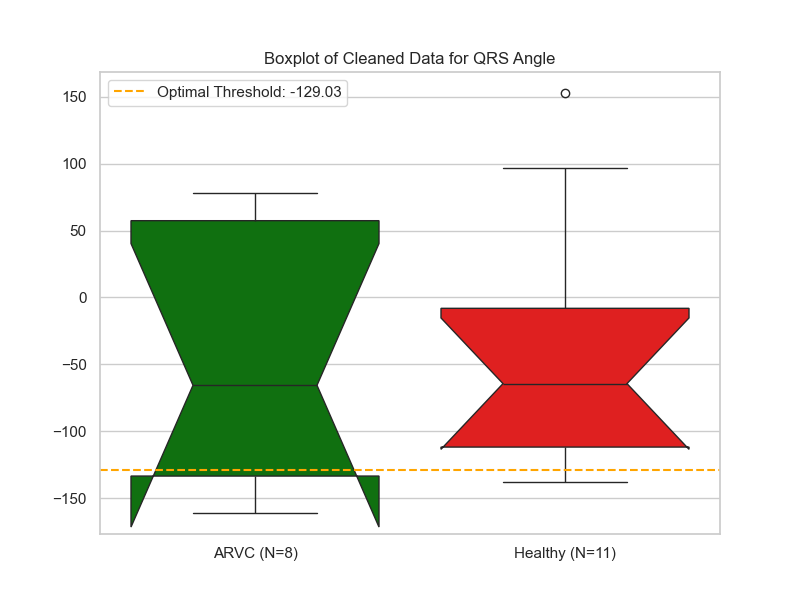 Boxplot of Cleaned Data for QRS Angle
Optimal Threshold: -129.03
150
100
50
0
−50
−100
−150
ARVC (N=8)
Healthy (N=11)